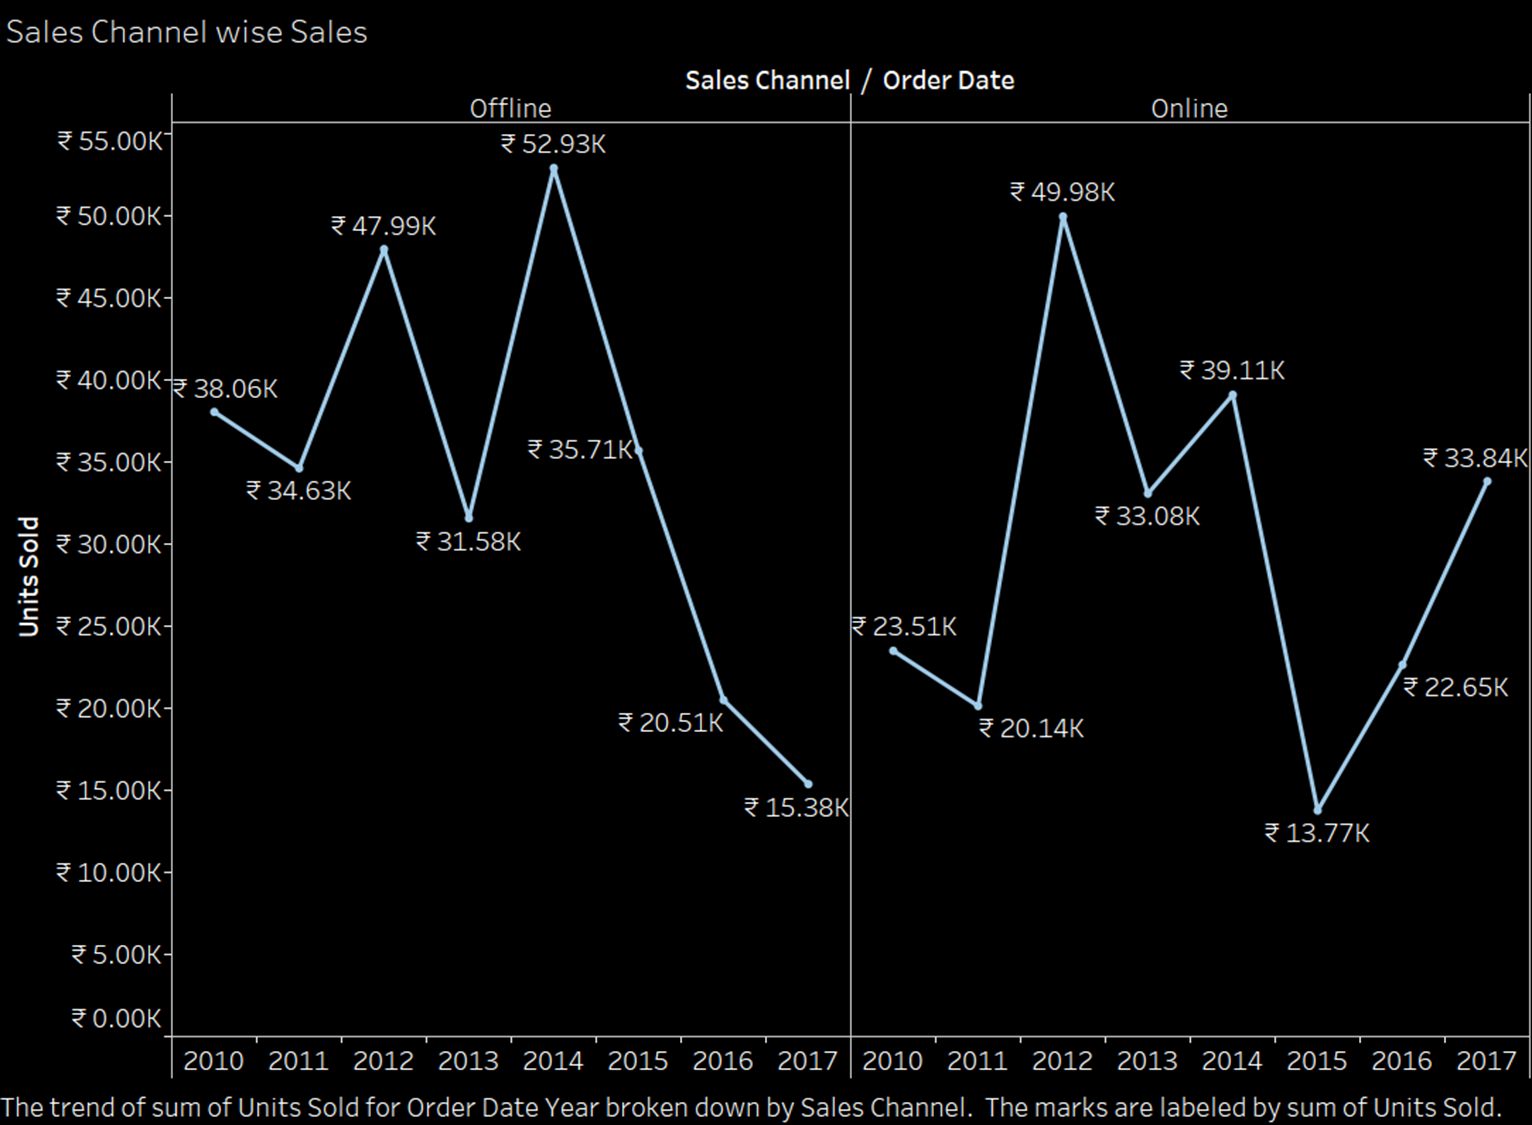 Sales Channel wise Sales
Sales Channel / Order Date
Offline
Online
Units Sold
₹ 55.00K
₹ 50.00K
₹ 45.00K
₹ 40.00K
₹ 35.00K
₹ 30.00K
₹ 25.00K
₹ 20.00K
₹ 15.00K
₹ 10.00K
₹ 5.00K
₹ 0.00K
₹ 38.06K
₹ 34.63K
₹ 47.99K
₹ 31.58K
₹ 52.93K
₹ 35.71K
₹ 20.51K
₹ 15.38K
₹ 23.51K
₹ 20.14K
₹ 49.98K
₹ 33.08K
₹ 39.11K
₹ 13.77K
₹ 22.65K
₹ 33.84K
2010 2011 2012 2013 2014 2015 2016 2017 2010 2011 2012 2013 2014 2015 2016 2017
The trend of sum of Units Sold for Order Date Year broken down by Sales Channel.  The marks are labeled by sum of Units Sold.